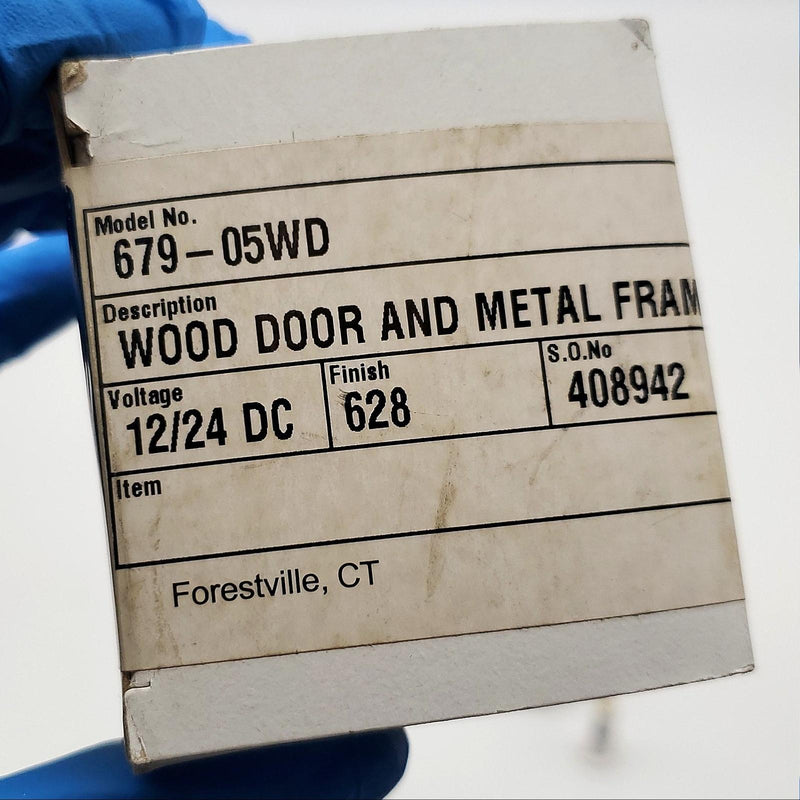 Model No.
679-05WD
Description
WOOD DOOR AND METAL FRAM
Voltage
12/24 DC
Finish
628
S.O.No
408942
Item
Forestville, CT